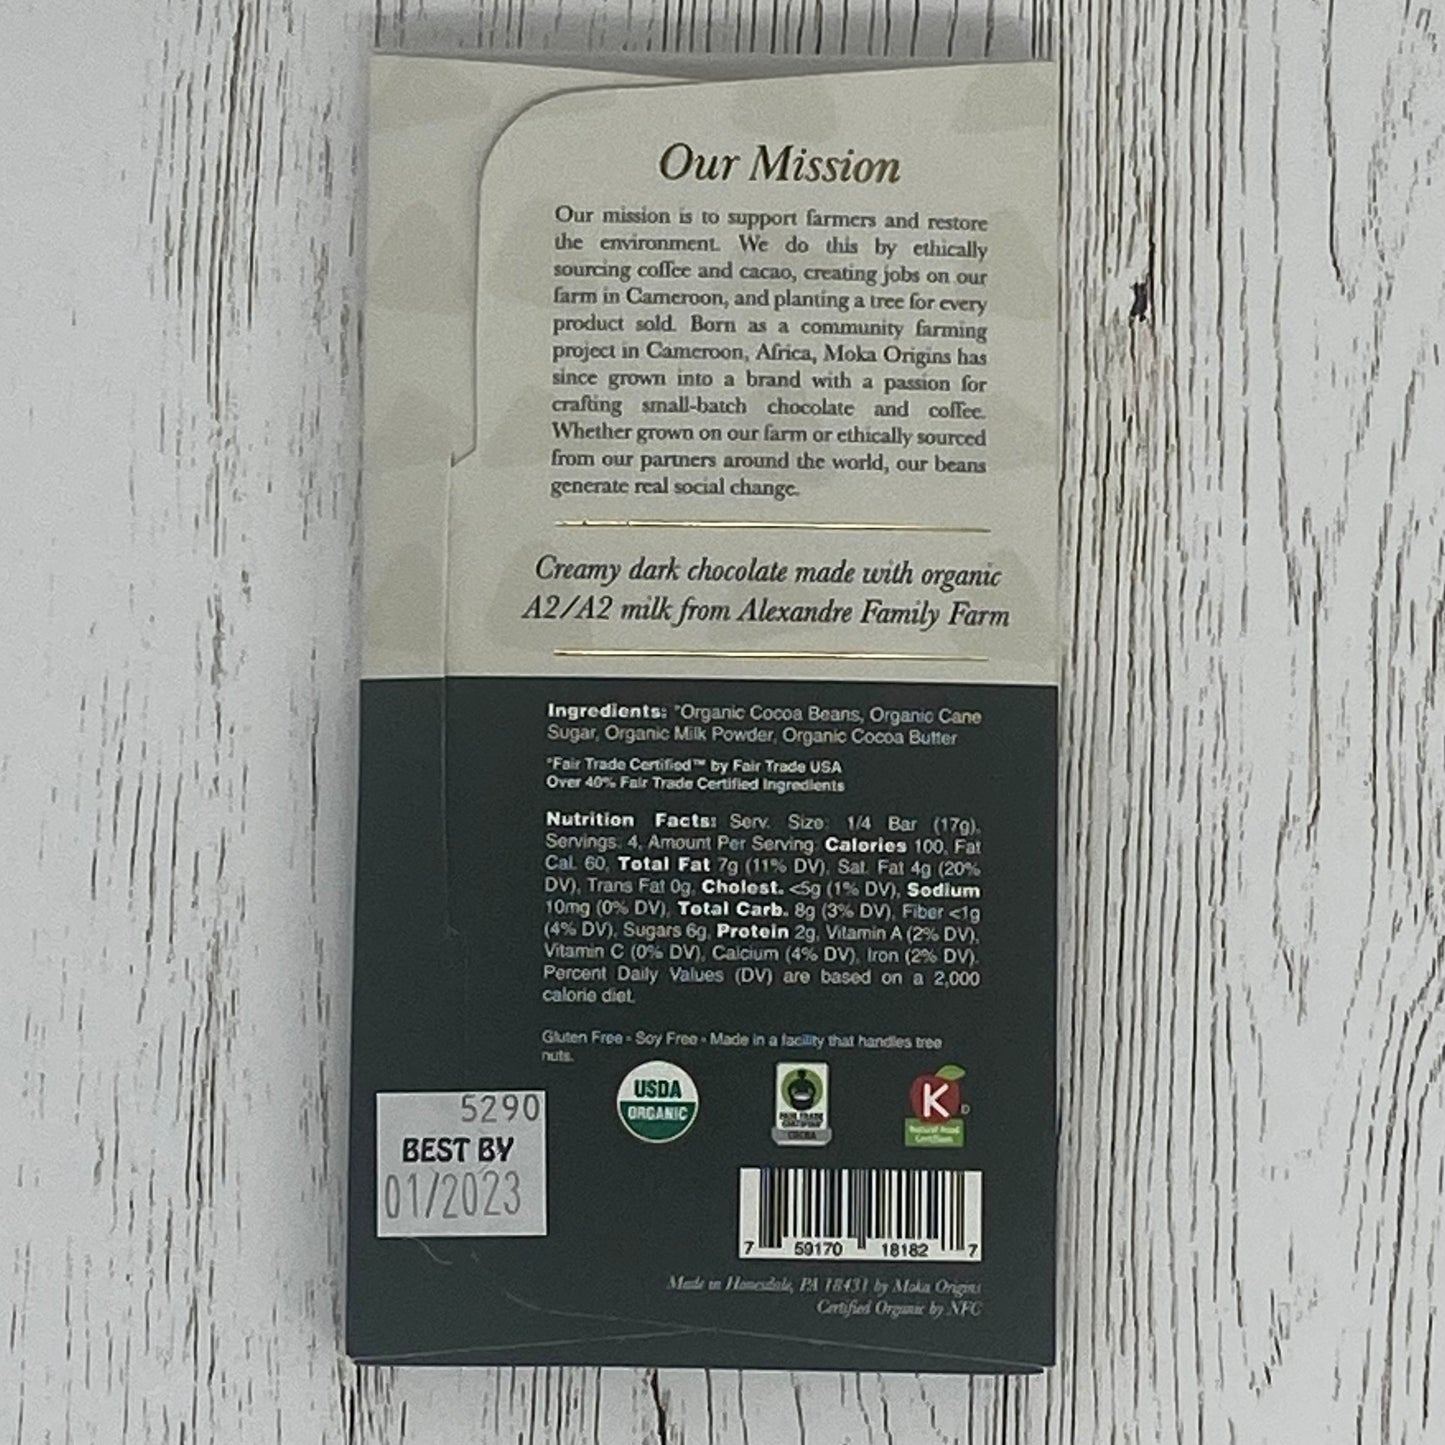 Our Mission
Our mission is to support farmers and restore
the environment. We do this by ethically
sourcing coffee and cacao, creating jobs on our
farm in Cameroon, and planting a tree for every
product sold. Born as a community farming
project in Cameroon, Africa, Moka Origins has
since grown into a brand with a passion for
crafting small-batch chocolate and coffee.
Whether grown on our farm or ethically sourced
from our partners around the world, our beans
generate real social change.
Creamy dark chocolate made with organic
A2/A2 milk from Alexandre Family Farm
Ingredients: *Organic Cocoa Beans, Organic Cane
Sugar, Organic Milk Powder, Organic Cocoa Butter
*Fair Trade Certified™ by Fair Trade USA
Over 40% Fair Trade Certified Ingredients
Nutrition Facts: Serv. Size: 1/4 Bar (17g),
Servings: 4, Amount Per Serving: Calories 100, Fat
Cal. 60, Total Fat 7g (11% DV), Sat. Fat 4g (20%
DV), Trans Fat 0g, Cholest. <5g (1% DV), Sodium
10mg (0% DV), Total Carb. 8g (3% DV), Fiber <1g
(4% DV), Sugars 6g, Protein 2g, Vitamin A (2% DV),
Vitamin C (0% DV), Calcium (4% DV), Iron (2% DV).
Percent Daily Values (DV) are based on a 2,000
calorie diet.
Gluten Free - Soy Free - Made in a facility that handles tree
nuts.
USDA
ORGANIC
FAIR TRADE
CERTIFIED
COCOA
K
D
Natural Food
Certifiers
5290
BEST BY
01/2023
7 59170 18182 7
Made in Honesdale, PA 18431 by Moka Origins
Certified Organic by NFC